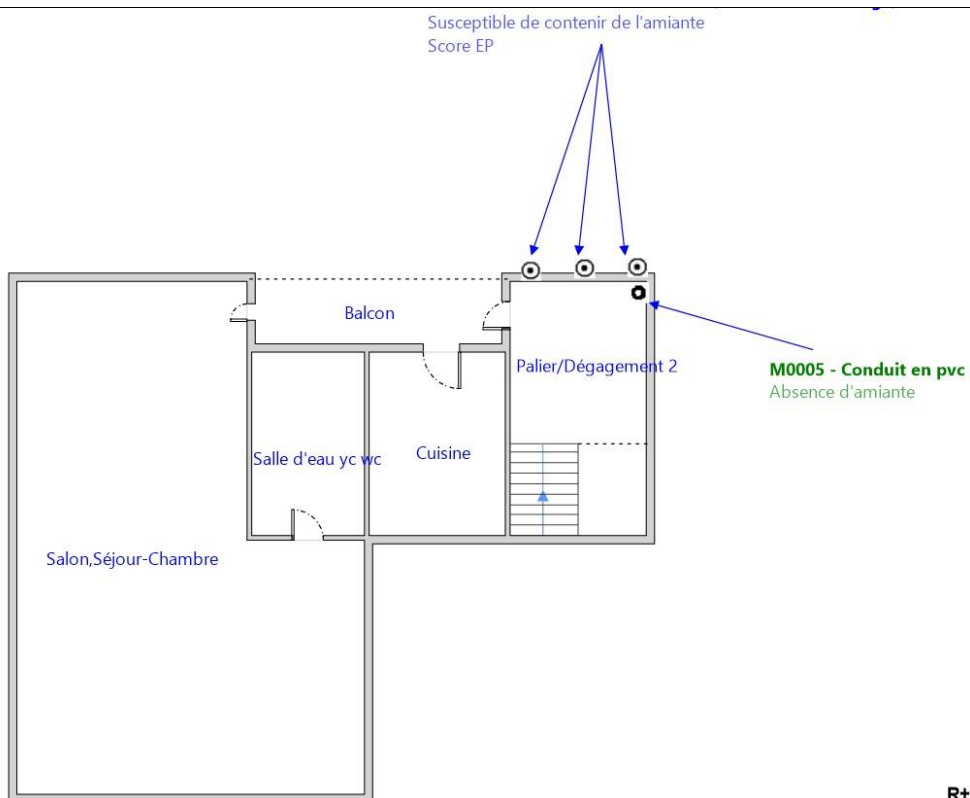 Susceptible de contenir de l'amiante
Score EP
Balcon
Palier/Dégagement 2
M0005 - Conduit en pvc
Absence d'amiante
Salle d'eau yc wc
Cuisine
Salon,Séjour-Chambre